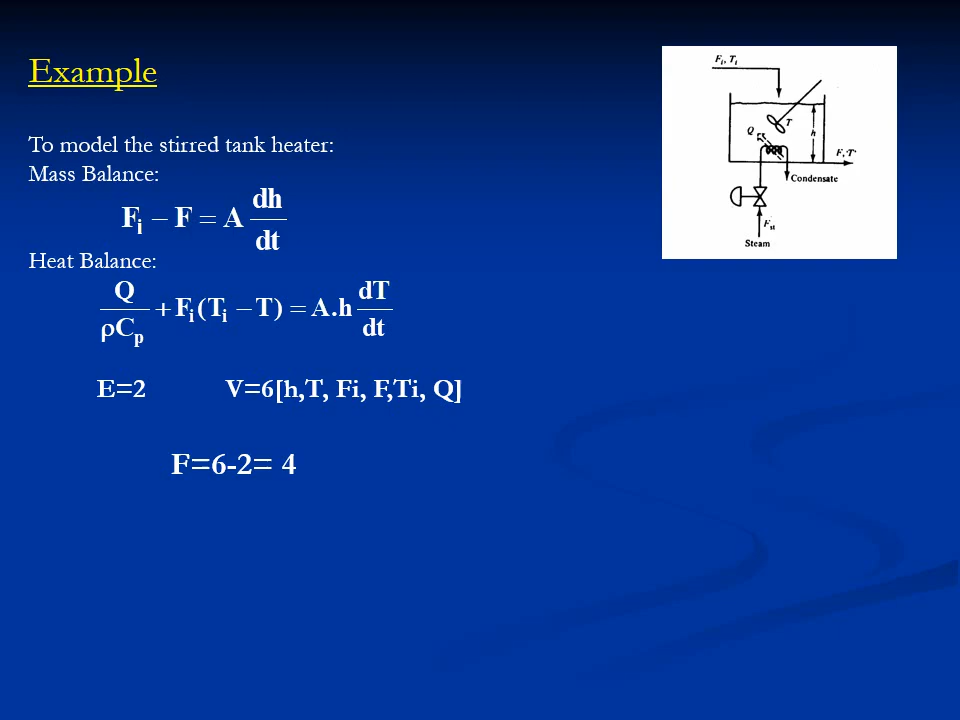 Example
To model the stirred tank heater:
Mass Balance:
Fᵢ − F = A dh/dt
Heat Balance:
Q/ρCₚ + Fᵢ(Tᵢ − T) = A.h dT/dt
E=2 V=6[h,T, Fi, F,Ti, Q]
F=6-2= 4
Fᵢ, Tᵢ
T
Q
h
F, T
Condensate
Fₛₜ
Steam